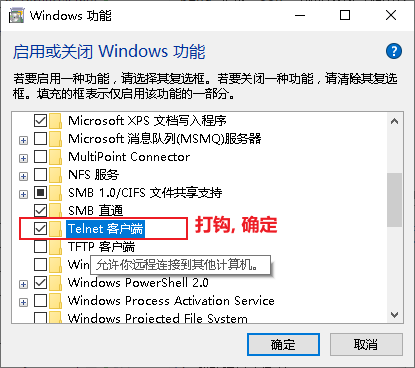 Windows 功能
启用或关闭 Windows 功能
若要启用一种功能，请选择其复选框。若要关闭一种功能，请清除其复选
框。填充的框表示仅启用该功能的一部分。
Microsoft XPS 文档写入程序
Microsoft 消息队列(MSMQ)服务器
MultiPoint Connector
NFS 服务
SMB 1.0/CIFS 文件共享支持
SMB 直通
Telnet 客户端
打钩, 确定
TFTP 客户端
Win
允许你远程连接到其他计算机。
Windows PowerShell 2.0
Windows Process Activation Service
Windows Projected File System
确定
取消